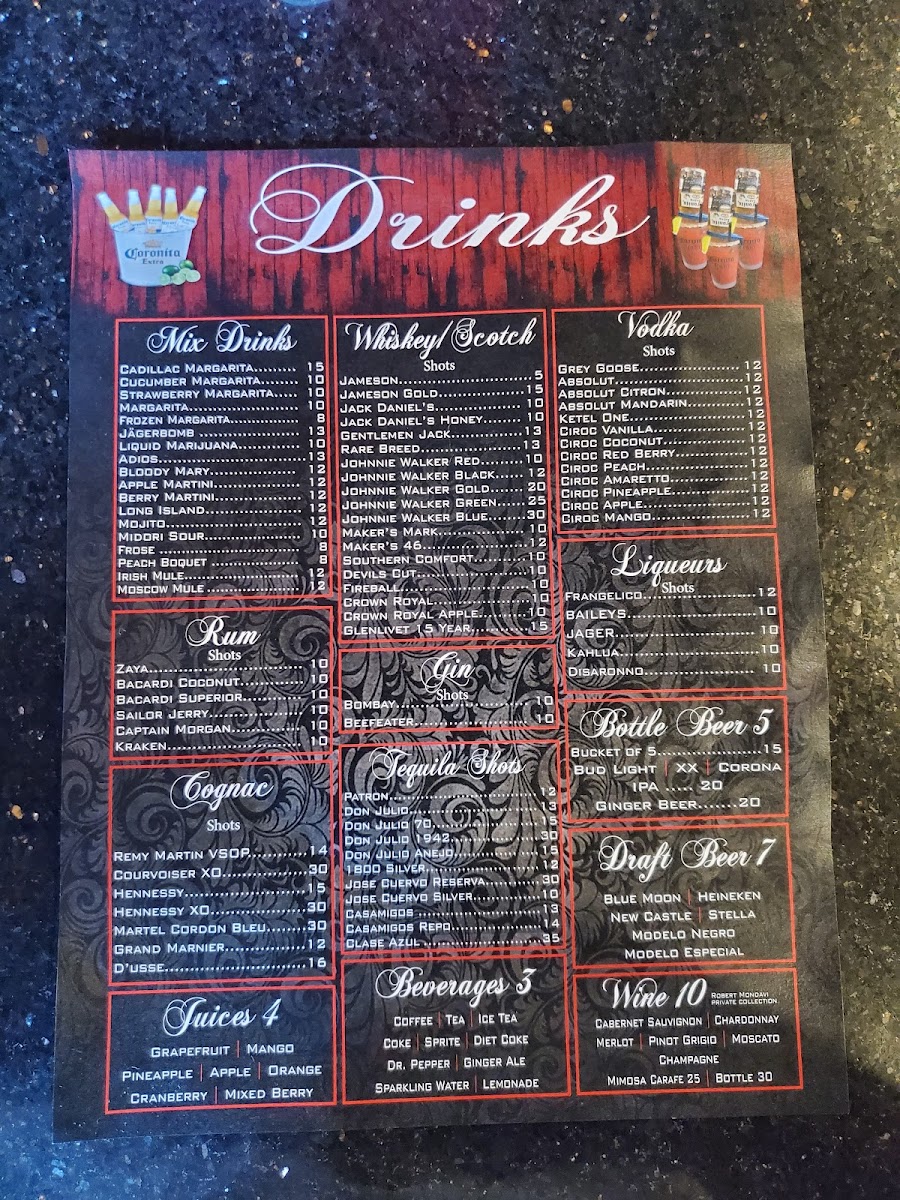 Drinks
Coronita
Extra
Mix Drinks
Cadillac Margarita......... 15
Cucumber Margarita....... 10
Strawberry Margarita..... 10
Margarita........................ 10
Frozen Margarita............... 8
Jägerbomb ..................... 13
Liquid Marijuana............. 10
Adios................................ 13
Bloody Mary................... 12
Apple Martini.................. 12
Berry Martini.................. 12
Long Island..................... 12
Mojito.............................. 12
Midori Sour.................... 10
Frose ............................... 8
Peach Boquet .................. 8
Irish Mule....................... 12
Moscow Mule ................. 12
Rum
Shots
Zaya................................ 10
Bacardi Coconut............ 10
Bacardi Superior............ 10
Sailor Jerry................... 10
Captain Morgan.............. 10
Kraken............................ 10
Cognac
Shots
Remy Martin VSOP......... 14
Courvoiser XO............... 30
Hennessy........................ 15
Hennessy XO.................. 30
Martel Cordon Bleu....... 30
Grand Marnier............... 12
D'usse............................ 16
Juices 4
Grapefruit | Mango
Pineapple | Apple | Orange
Cranberry | Mixed Berry
Whiskey/Scotch
Shots
Jameson........................... 5
Jameson Gold................ 15
Jack Daniel's................. 10
Jack Daniel's Honey....... 10
Gentlemen Jack............. 13
Rare Breed.................... 13
Johnnie Walker Red....... 10
Johnnie Walker Black.... 12
Johnnie Walker Gold..... 20
Johnnie Walker Green... 25
Johnnie Walker Blue..... 30
Maker's Mark................ 10
Maker's 46.................... 12
Southern Comfort........ 10
Devils Cut...................... 10
Fireball......................... 10
Crown Royal.................. 10
Crown Royal Apple....... 10
Glenlivet 15 Year.......... 15
Gin
Shots
Bombay........................... 10
Beefeater...................... 10
Tequila Shots
Patron........................... 12
Don Julio....................... 13
Don Julio 70.................. 15
Don Julio 1942.............. 30
Don Julio Anejo............. 15
1800 Silver................... 12
Jose Cuervo Reserva..... 30
Jose Cuervo Silver........ 10
Casamigos ..................... 13
Casamigos Repo............. 14
Clase Azul .................... 35
Beverages 3
Coffee | Tea | Ice Tea
Coke | Sprite | Diet Coke
Dr. Pepper | Ginger Ale
Sparkling Water | Lemonade
Vodka
Shots
Grey Goose.................... 12
Absolut......................... 12
Absolut Citron.............. 12
Absolut Mandarin.......... 12
Ketel One...................... 12
Ciroc Vanilla................. 12
Ciroc Coconut............... 12
Ciroc Red Berry............ 12
Ciroc Peach................... 12
Ciroc Amaretto............. 12
Ciroc Pineapple............. 12
Ciroc Apple................... 12
Ciroc Mango.................. 12
Liqueurs
Shots
Frangelico..................... 12
Baileys.......................... 10
Jager............................ 10
Kahlua........................... 10
Disaronno..................... 10
Bottle Beer 5
Bucket of 5................... 15
Bud Light | XX | Corona
IPA ..... 20
Ginger Beer....... 20
Draft Beer 7
Blue Moon | Heineken
New Castle | Stella
Modelo Negro
Modelo Especial
Wine 10 Robert Mondavi
Private Collection
Cabernet Sauvignon | Chardonnay
Merlot | Pinot Grigio | Moscato
Champagne
Mimosa Carafe 25 | Bottle 30